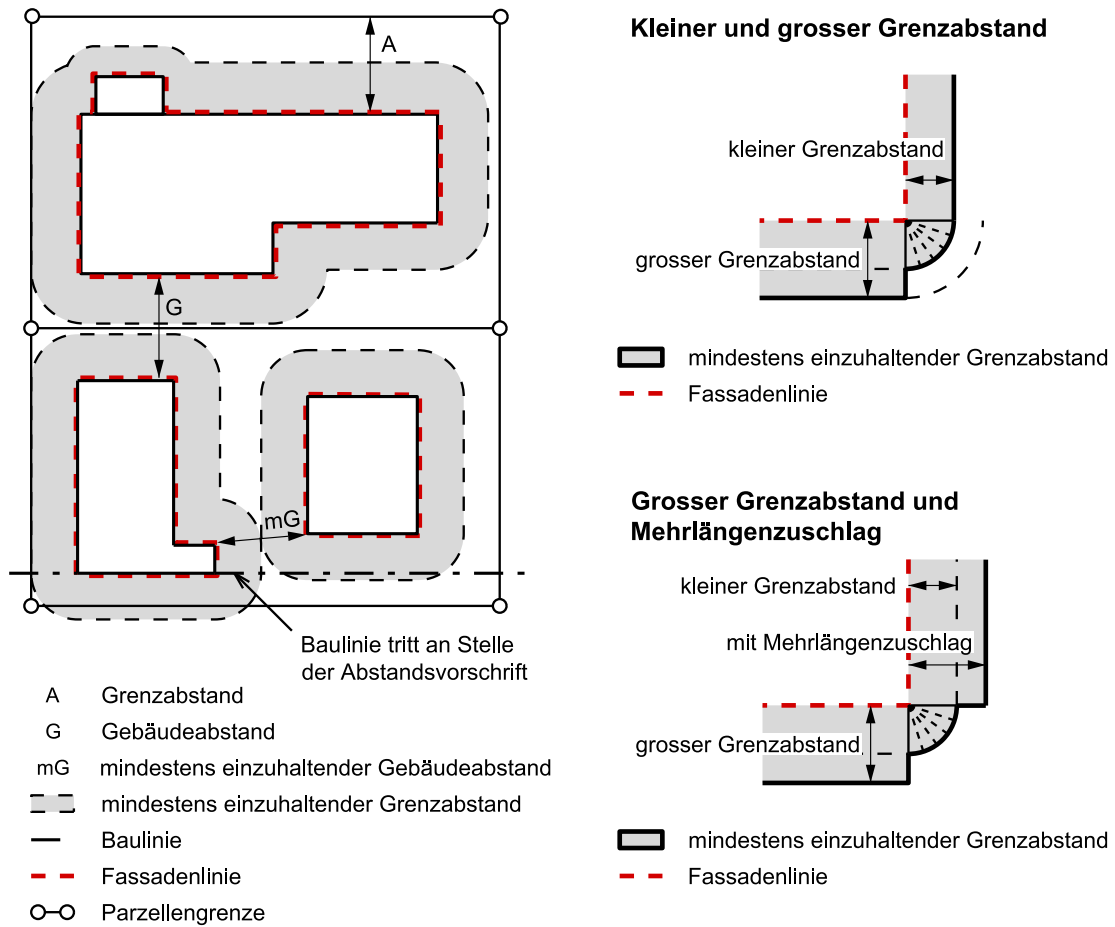 A
G
mG
Baulinie tritt an Stelle
der Abstandsvorschrift
A Grenzabstand
G Gebäudeabstand
mG mindestens einzuhaltender Gebäudeabstand
mindestens einzuhaltender Grenzabstand
Baulinie
Fassadenlinie
Parzellengrenze
Kleiner und grosser Grenzabstand
kleiner Grenzabstand
grosser Grenzabstand
mindestens einzuhaltender Grenzabstand
Fassadenlinie
Grosser Grenzabstand und
Mehrlängenzuschlag
kleiner Grenzabstand
mit Mehrlängenzuschlag
grosser Grenzabstand
mindestens einzuhaltender Grenzabstand
Fassadenlinie